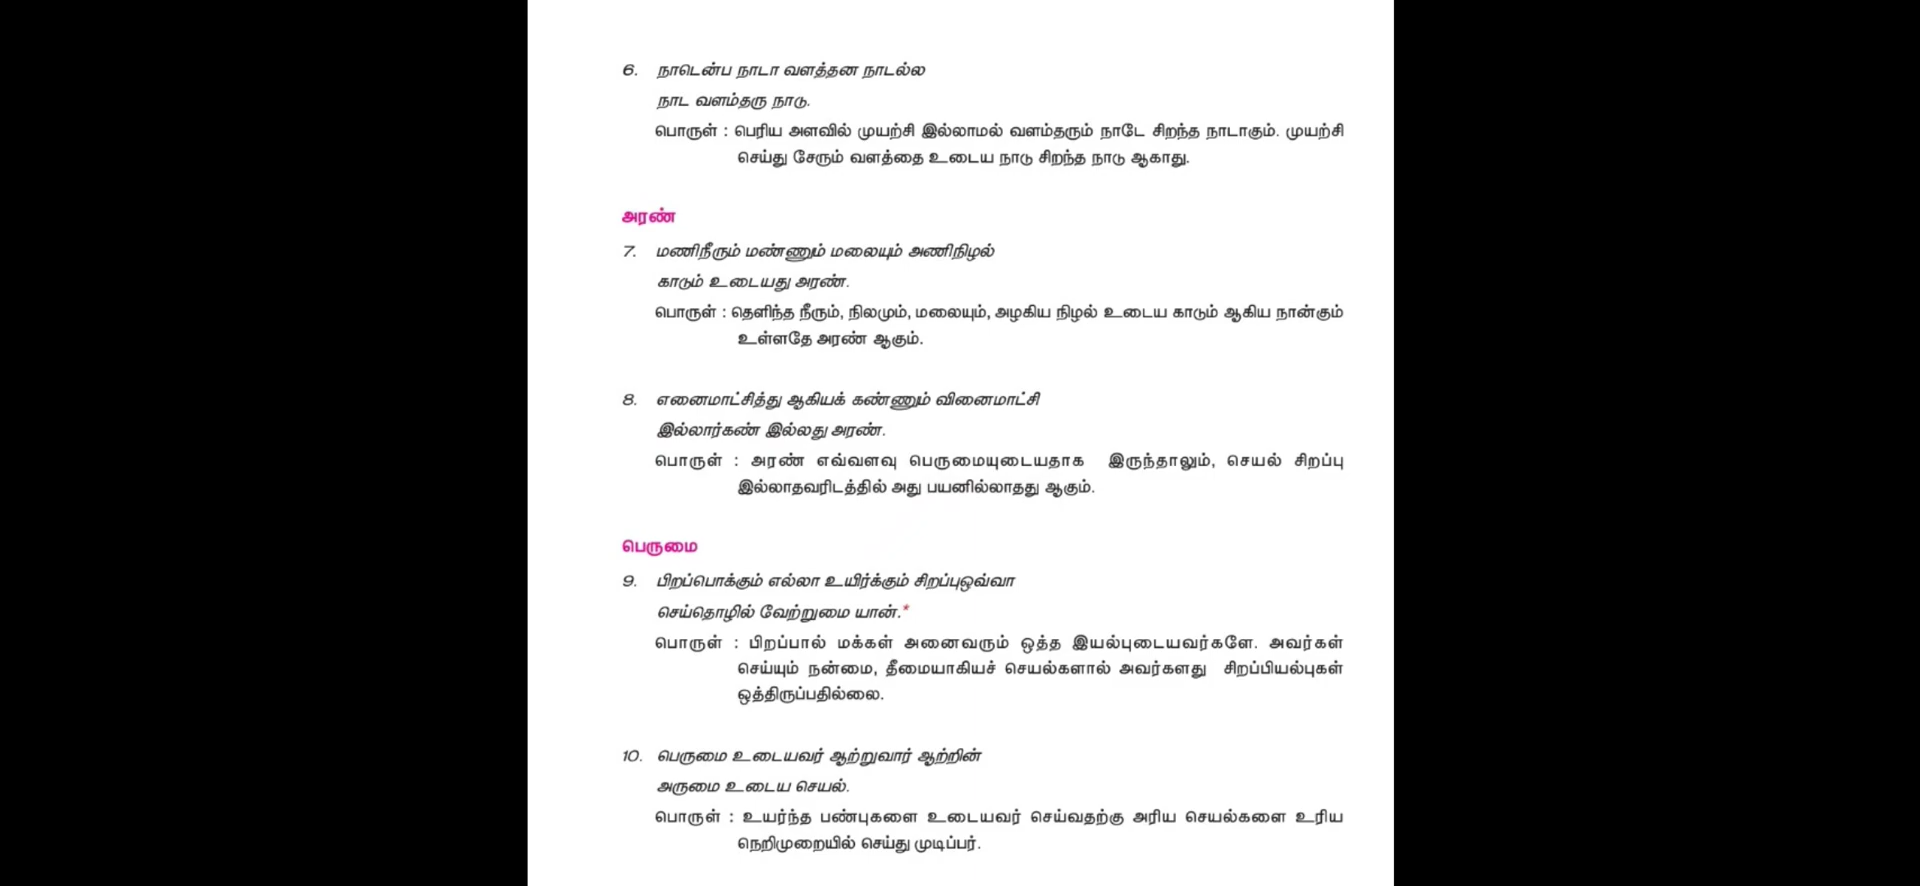 6. நாடென்ப நாடா வளத்தன நாடல்ல
நாட வளம்தரு நாடு.
பொருள் : பெரிய அளவில் முயற்சி இல்லாமல் வளம்தரும் நாடே சிறந்த நாடாகும். முயற்சி
செய்து சேரும் வளத்தை உடைய நாடு சிறந்த நாடு ஆகாது.
அரண்
7. மணிநீரும் மண்ணும் மலையும் அணிநிழல்
காடும் உடையது அரண்.
பொருள் : தெளிந்த நீரும், நிலமும், மலையும், அழகிய நிழல் உடைய காடும் ஆகிய நான்கும்
உள்ளதே அரண் ஆகும்.
8. எனைமாட்சித்து ஆகியக் கண்ணும் வினைமாட்சி
இல்லார்கண் இல்லது அரண்.
பொருள் : அரண் எவ்வளவு பெருமையுடையதாக இருந்தாலும், செயல் சிறப்பு
இல்லாதவரிடத்தில் அது பயனில்லாதது ஆகும்.
பெருமை
9. பிறப்பொக்கும் எல்லா உயிர்க்கும் சிறப்புஒவ்வா
செய்தொழில் வேற்றுமை யான்.*
பொருள் : பிறப்பால் மக்கள் அனைவரும் ஒத்த இயல்புடையவர்களே. அவர்கள்
செய்யும் நன்மை, தீமையாகியச் செயல்களால் அவர்களது சிறப்பியல்புகள்
ஒத்திருப்பதில்லை.
10. பெருமை உடையவர் ஆற்றுவார் ஆற்றின்
அருமை உடைய செயல்.
பொருள் : உயர்ந்த பண்புகளை உடையவர் செய்வதற்கு அரிய செயல்களை உரிய
நெறிமுறையில் செய்து முடிப்பர்.